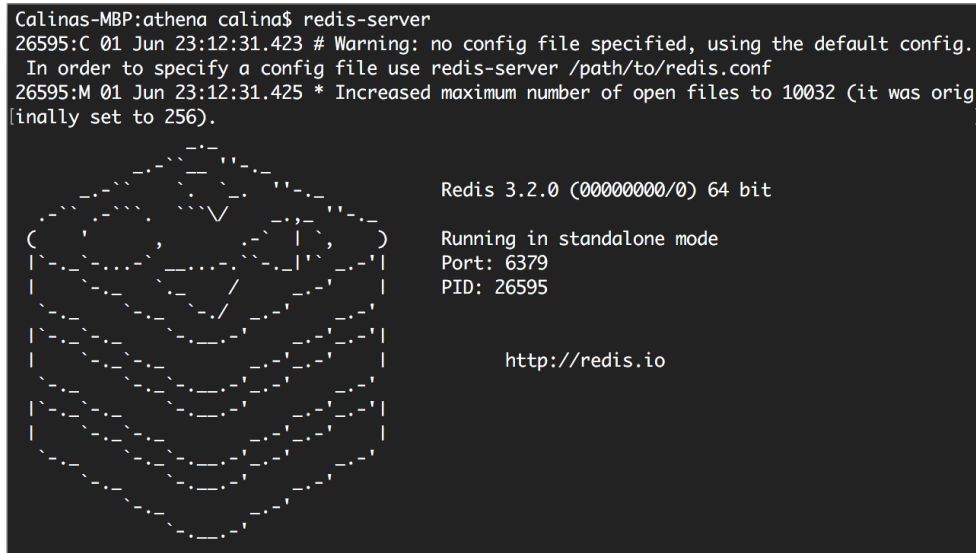 Calinas-MBP:athena calina$ redis-server
26595:C 01 Jun 23:12:31.423 # Warning: no config file specified, using the default config.
 In order to specify a config file use redis-server /path/to/redis.conf
26595:M 01 Jun 23:12:31.425 * Increased maximum number of open files to 10032 (it was orig
[inally set to 256).
Redis 3.2.0 (00000000/0) 64 bit
Running in standalone mode
Port: 6379
PID: 26595
http://redis.io